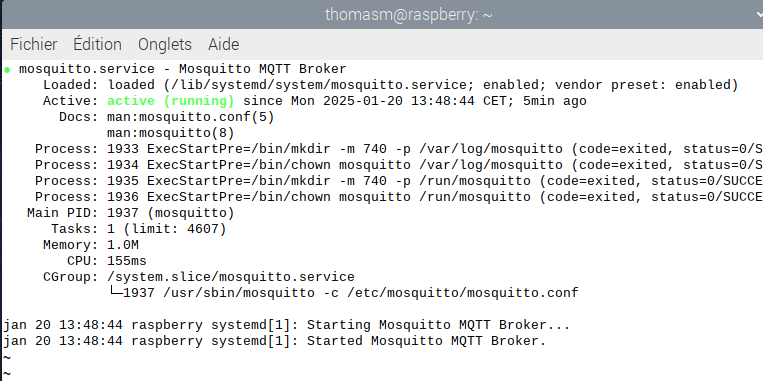 thomasm@raspberry: ~
Fichier Édition Onglets Aide
● mosquitto.service - Mosquitto MQTT Broker
Loaded: loaded (/lib/systemd/system/mosquitto.service; enabled; vendor preset: enabled)
Active: active (running) since Mon 2025-01-20 13:48:44 CET; 5min ago
Docs: man:mosquitto.conf(5)
man:mosquitto(8)
Process: 1933 ExecStartPre=/bin/mkdir -m 740 -p /var/log/mosquitto (code=exited, status=0/S
Process: 1934 ExecStartPre=/bin/chown mosquitto /var/log/mosquitto (code=exited, status=0/S
Process: 1935 ExecStartPre=/bin/mkdir -m 740 -p /run/mosquitto (code=exited, status=0/SUCCE
Process: 1936 ExecStartPre=/bin/chown mosquitto /run/mosquitto (code=exited, status=0/SUCCE
Main PID: 1937 (mosquitto)
Tasks: 1 (limit: 4607)
Memory: 1.0M
CPU: 155ms
CGroup: /system.slice/mosquitto.service
└─1937 /usr/sbin/mosquitto -c /etc/mosquitto/mosquitto.conf
jan 20 13:48:44 raspberry systemd[1]: Starting Mosquitto MQTT Broker...
jan 20 13:48:44 raspberry systemd[1]: Started Mosquitto MQTT Broker.
~
~